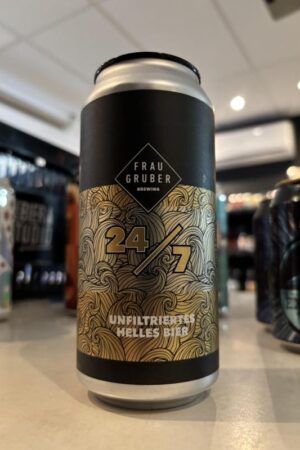 FRAU
GRUBER
BREWING
24/7
UNFILTRIERTES
HELLES BIER